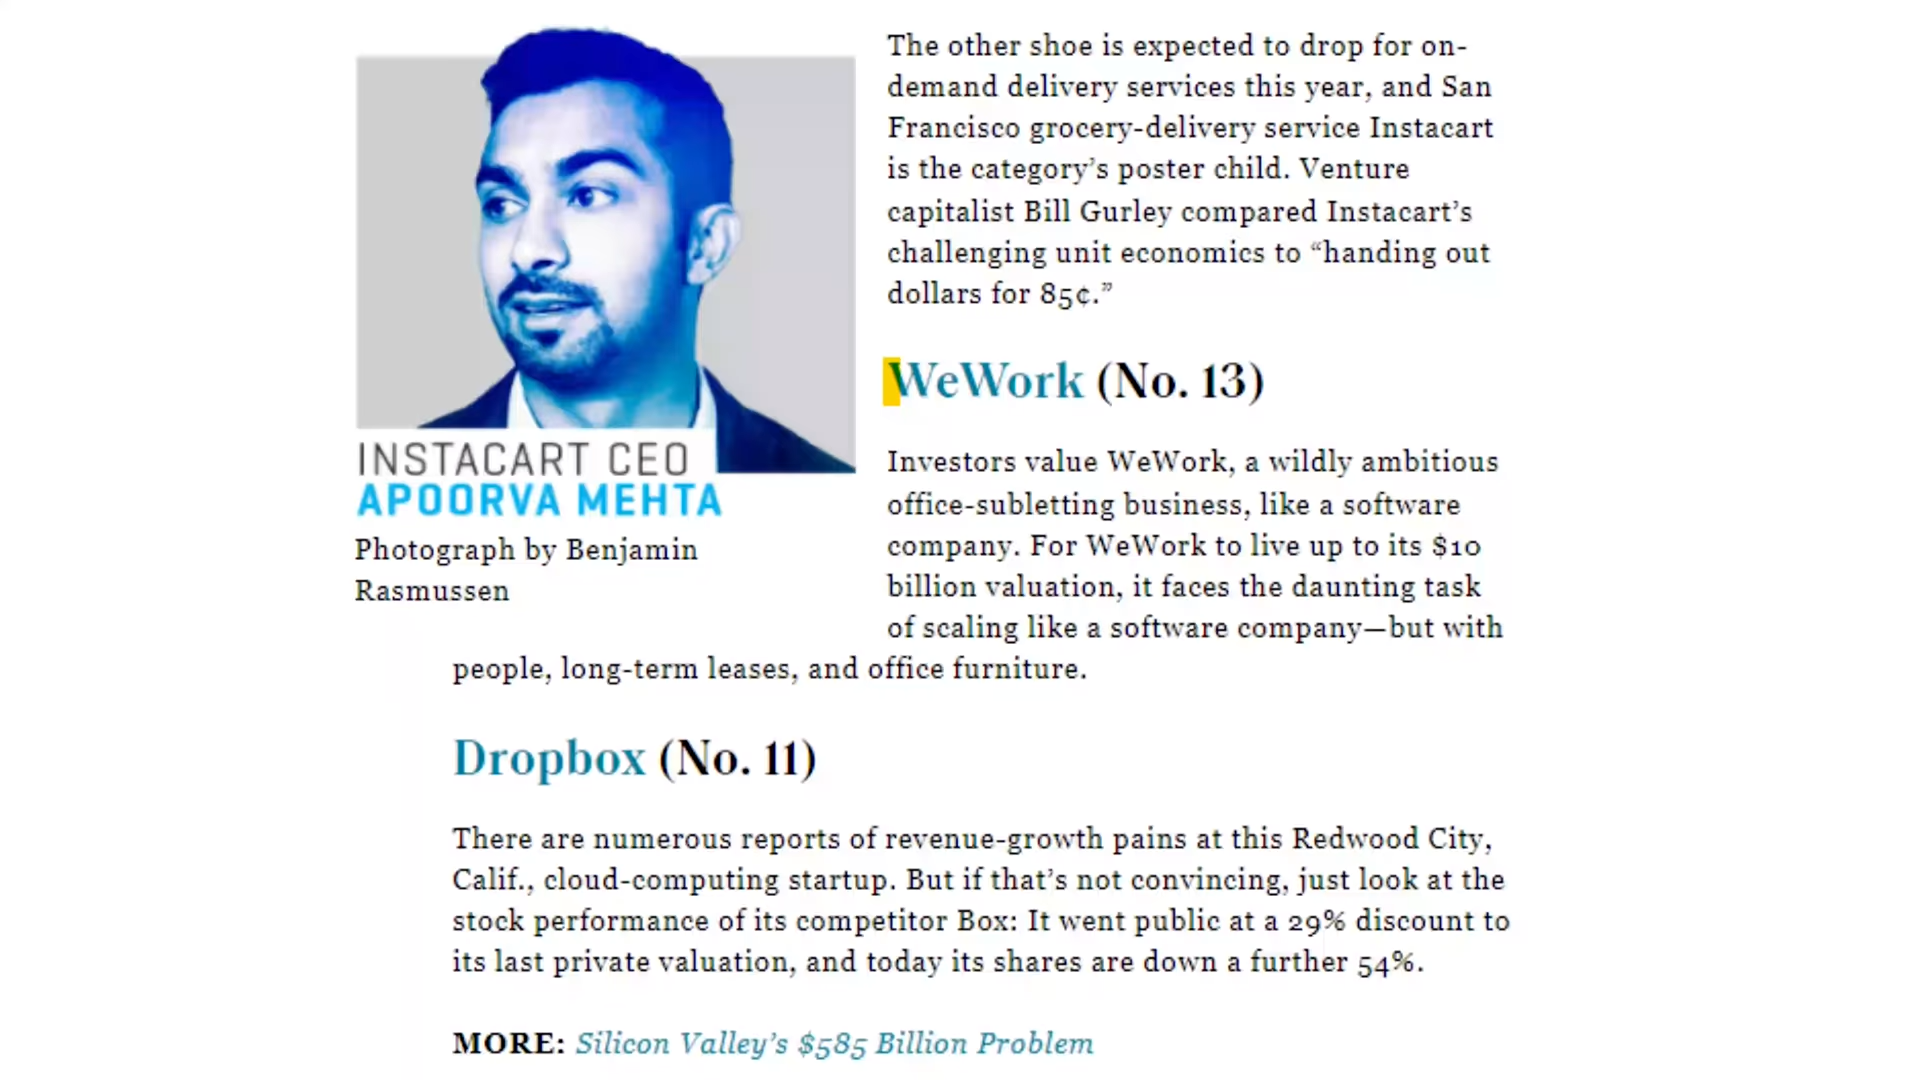 The other shoe is expected to drop for on-
demand delivery services this year, and San
Francisco grocery-delivery service Instacart
is the category’s poster child. Venture
capitalist Bill Gurley compared Instacart’s
challenging unit economics to “handing out
dollars for 85¢.”
INSTACART CEO
APOORVA MEHTA
Photograph by Benjamin
Rasmussen
WeWork (No. 13)
Investors value WeWork, a wildly ambitious
office-subletting business, like a software
company. For WeWork to live up to its $10
billion valuation, it faces the daunting task
of scaling like a software company—but with
people, long-term leases, and office furniture.
Dropbox (No. 11)
There are numerous reports of revenue-growth pains at this Redwood City,
Calif., cloud-computing startup. But if that’s not convincing, just look at the
stock performance of its competitor Box: It went public at a 29% discount to
its last private valuation, and today its shares are down a further 54%.
MORE: Silicon Valley’s $585 Billion Problem